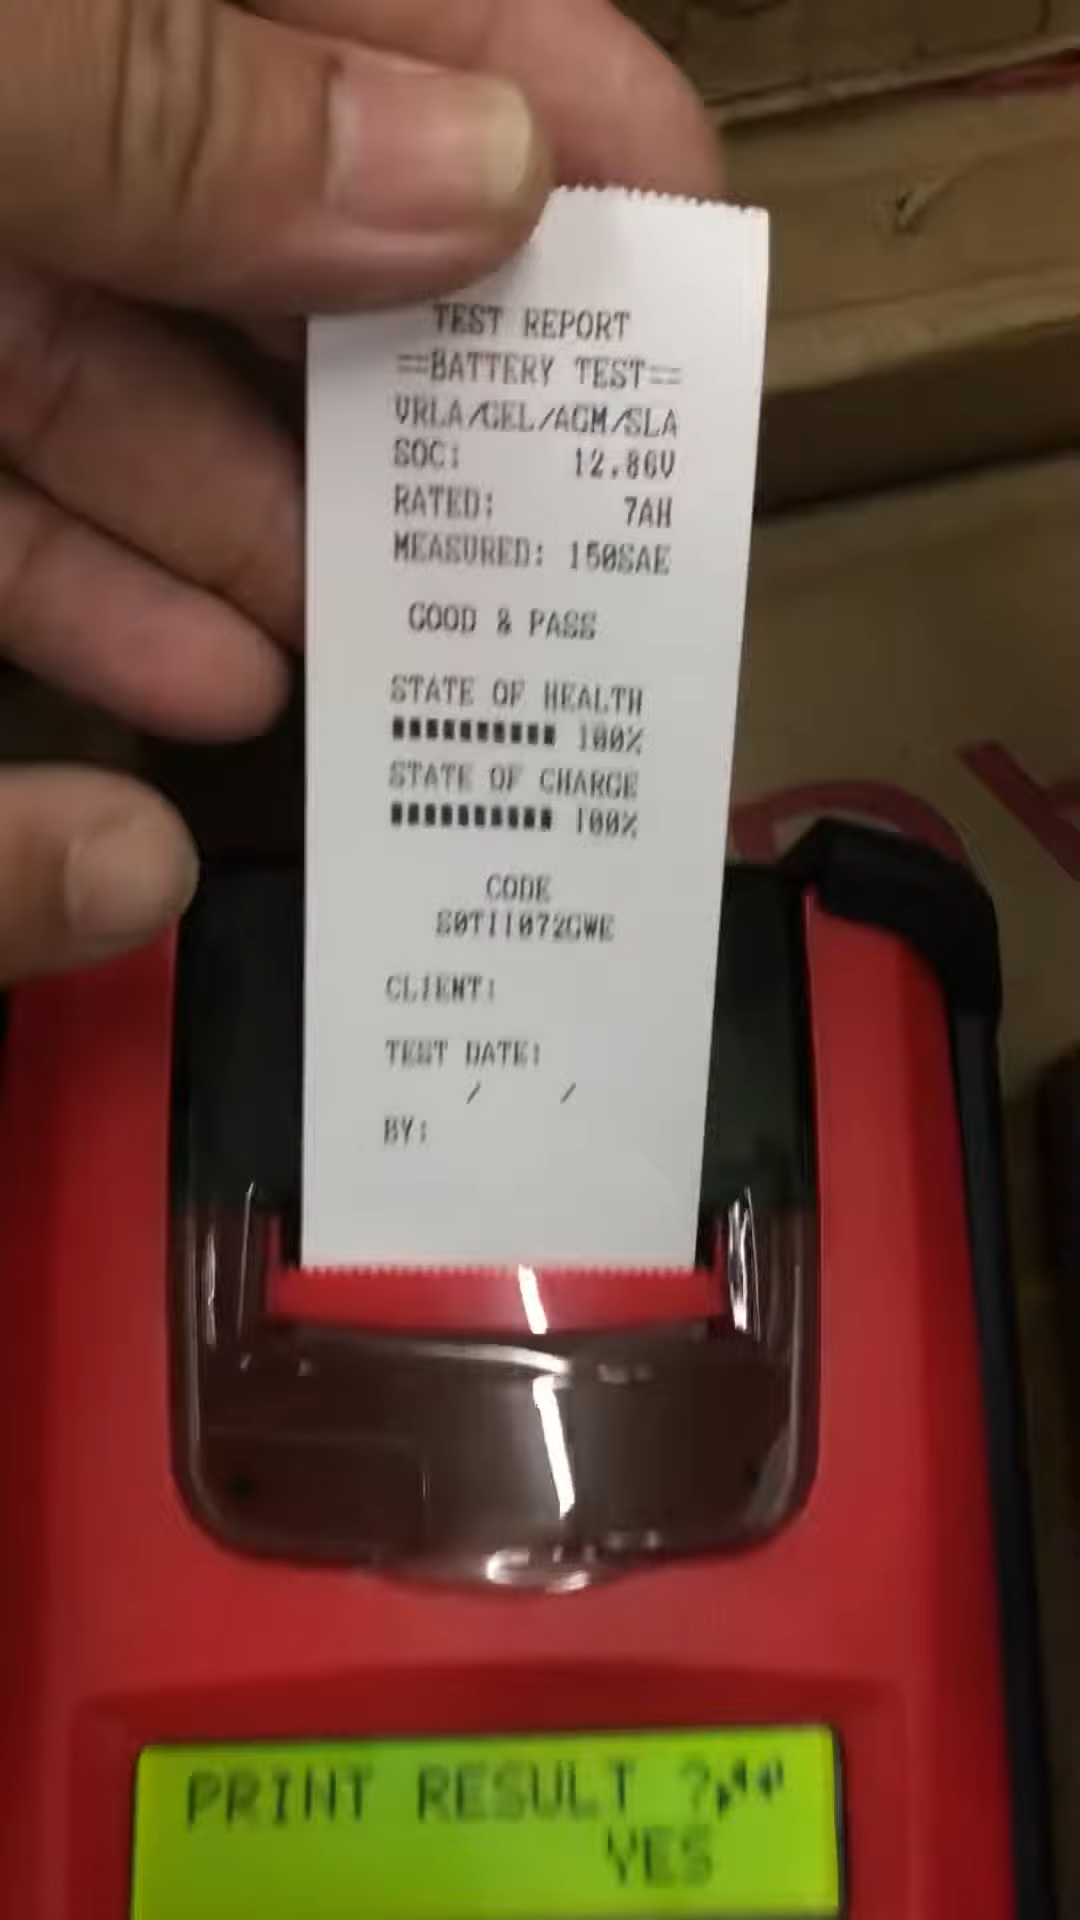 TEST REPORT
==BATTERY TEST==
VRLA/GEL/AGM/SLA
SOC: 12.86V
RATED: 7AH
MEASURED: 150SAE
GOOD & PASS
STATE OF HEALTH
100%
STATE OF CHARGE
100%
CODE
S0T11072GWE
CLIENT:
TEST DATE:
/ /
BY:
PRINT RESULT ?
YES